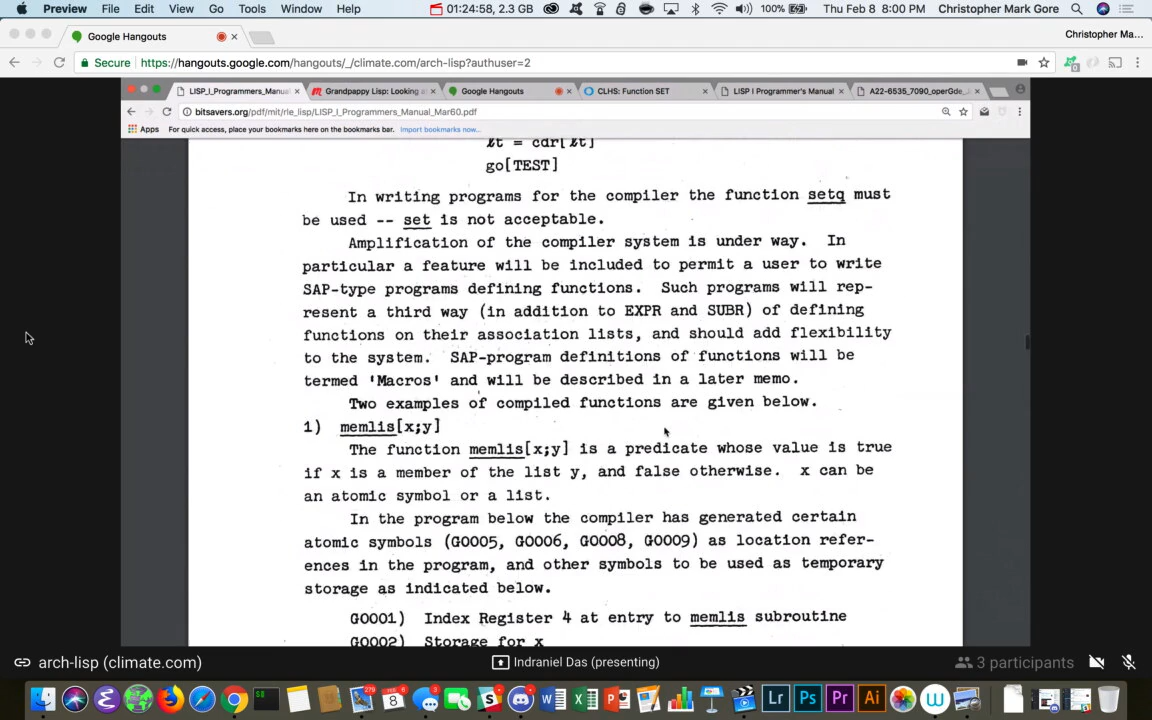 Preview File Edit View Go Tools Window Help 01:24:58, 2.3 GB 100% Thu Feb 8 8:00 PM Christopher Mark Gore
Google Hangouts
Christopher Ma...
Secure https://hangouts.google.com/hangouts/_/climate.com/arch-lisp?authuser=2
LISP_I_Programmers_Manua Grandpappy Lisp: Looking a Google Hangouts CLHS: Function SET LISP I Programmer's Manual A22-6535_7090_operGde_
bitsavers.org/pdf/mit/rle_lisp/LISP_I_Programmers_Manual_Mar60.pdf
Apps For quick access, place your bookmarks here on the bookmarks bar. Import bookmarks now...
ℓt = cdr[ℓt]
go[TEST]
In writing programs for the compiler the function setq must
be used -- set is not acceptable.
Amplification of the compiler system is under way. In
particular a feature will be included to permit a user to write
SAP-type programs defining functions. Such programs will rep-
resent a third way (in addition to EXPR and SUBR) of defining
functions on their association lists, and should add flexibility
to the system. SAP-program definitions of functions will be
termed 'Macros' and will be described in a later memo.
Two examples of compiled functions are given below.
1) memlis[x;y]
The function memlis[x;y] is a predicate whose value is true
if x is a member of the list y, and false otherwise. x can be
an atomic symbol or a list.
In the program below the compiler has generated certain
atomic symbols (G0005, G0006, G0008, G0009) as location refer-
ences in the program, and other symbols to be used as temporary
storage as indicated below.
G0001) Index Register 4 at entry to memlis subroutine
G0002) Storage for x
arch-lisp (climate.com) Indraniel Das (presenting) 3 participants